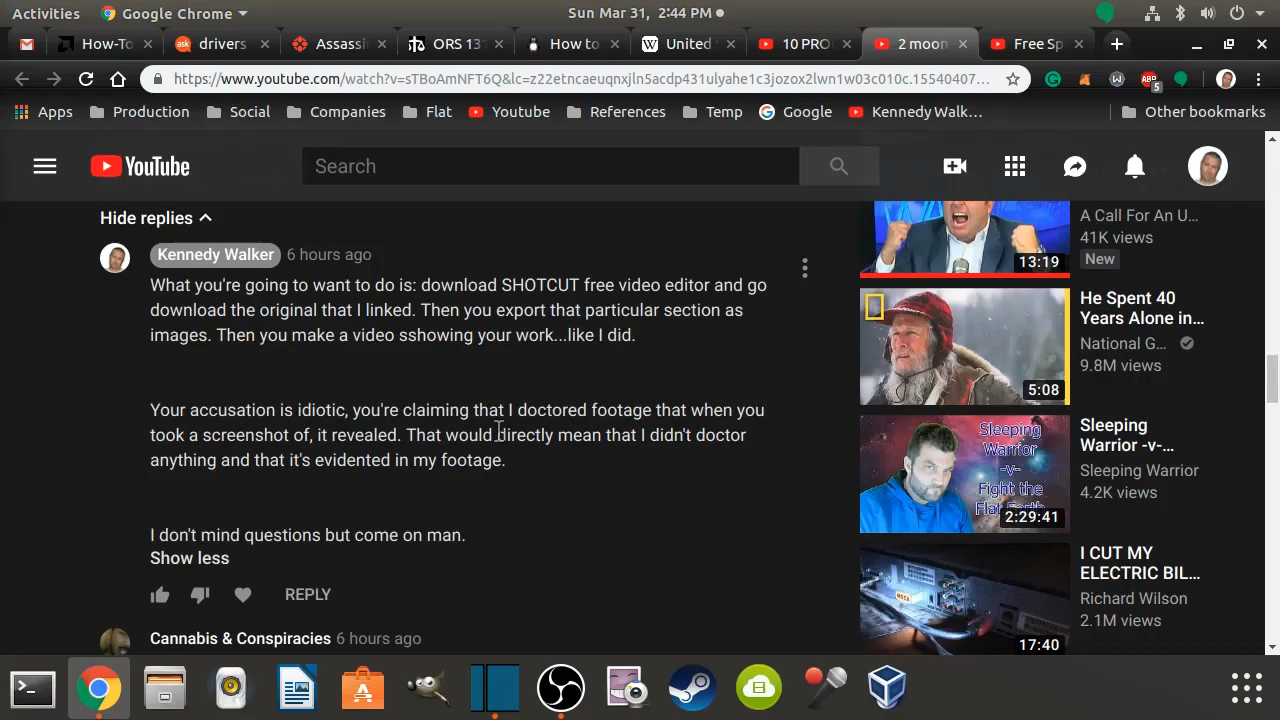 Activities Google Chrome Sun Mar 31, 2:44 PM
How-To drivers Assassi ORS 13 How to United 10 PRO 2 moon Free Sp
https://www.youtube.com/watch?v=sTBoAmNFT6Q&lc=z22etncaeuqnxjln5acdp431ulyahe1c3jozox2lwn1w03c010c.15540407...
Apps Production Social Companies Flat Youtube References Temp Google Kennedy Walk... Other bookmarks
YouTube
Search
Hide replies
Kennedy Walker 6 hours ago
What you're going to want to do is: download SHOTCUT free video editor and go
download the original that I linked. Then you export that particular section as
images. Then you make a video sshowing your work...like I did.
Your accusation is idiotic, you're claiming that I doctored footage that when you
took a screenshot of, it revealed. That would directly mean that I didn't doctor
anything and that it's evidented in my footage.
I don't mind questions but come on man.
Show less
REPLY
Cannabis & Conspiracies 6 hours ago
A Call For An U...
41K views
New
13:19
He Spent 40
Years Alone in...
National G...
9.8M views
5:08
Sleeping
Warrior -v-
Sleeping Warrior
4.2K views
Sleeping
Warrior
-v-
Fight the
Flat Earth
2:29:41
I CUT MY
ELECTRIC BIL...
Richard Wilson
2.1M views
17:40